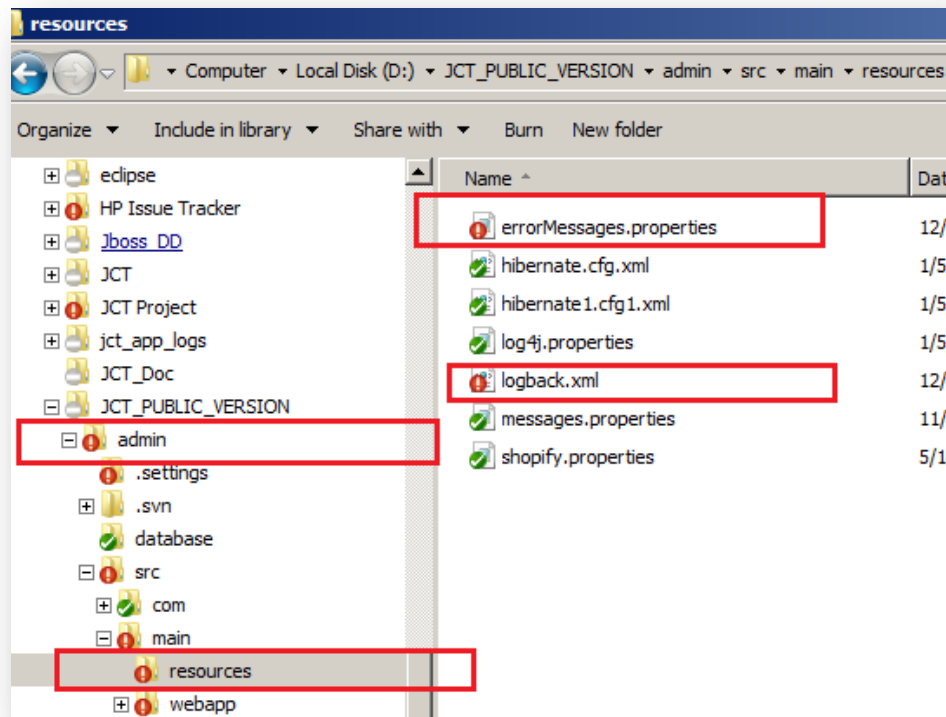 resources
Computer Local Disk (D:) JCT_PUBLIC_VERSION admin src main resources
Organize Include in library Share with Burn New folder
eclipse
HP Issue Tracker
Jboss_DD
JCT
JCT Project
jct_app_logs
JCT_Doc
JCT_PUBLIC_VERSION
admin
.settings
.svn
database
src
com
main
resources
webapp
Name Dat
errorMessages.properties 12/
hibernate.cfg.xml 1/5
hibernate1.cfg1.xml 1/5
log4j.properties 1/5
logback.xml 12/
messages.properties 11/
shopify.properties 5/1